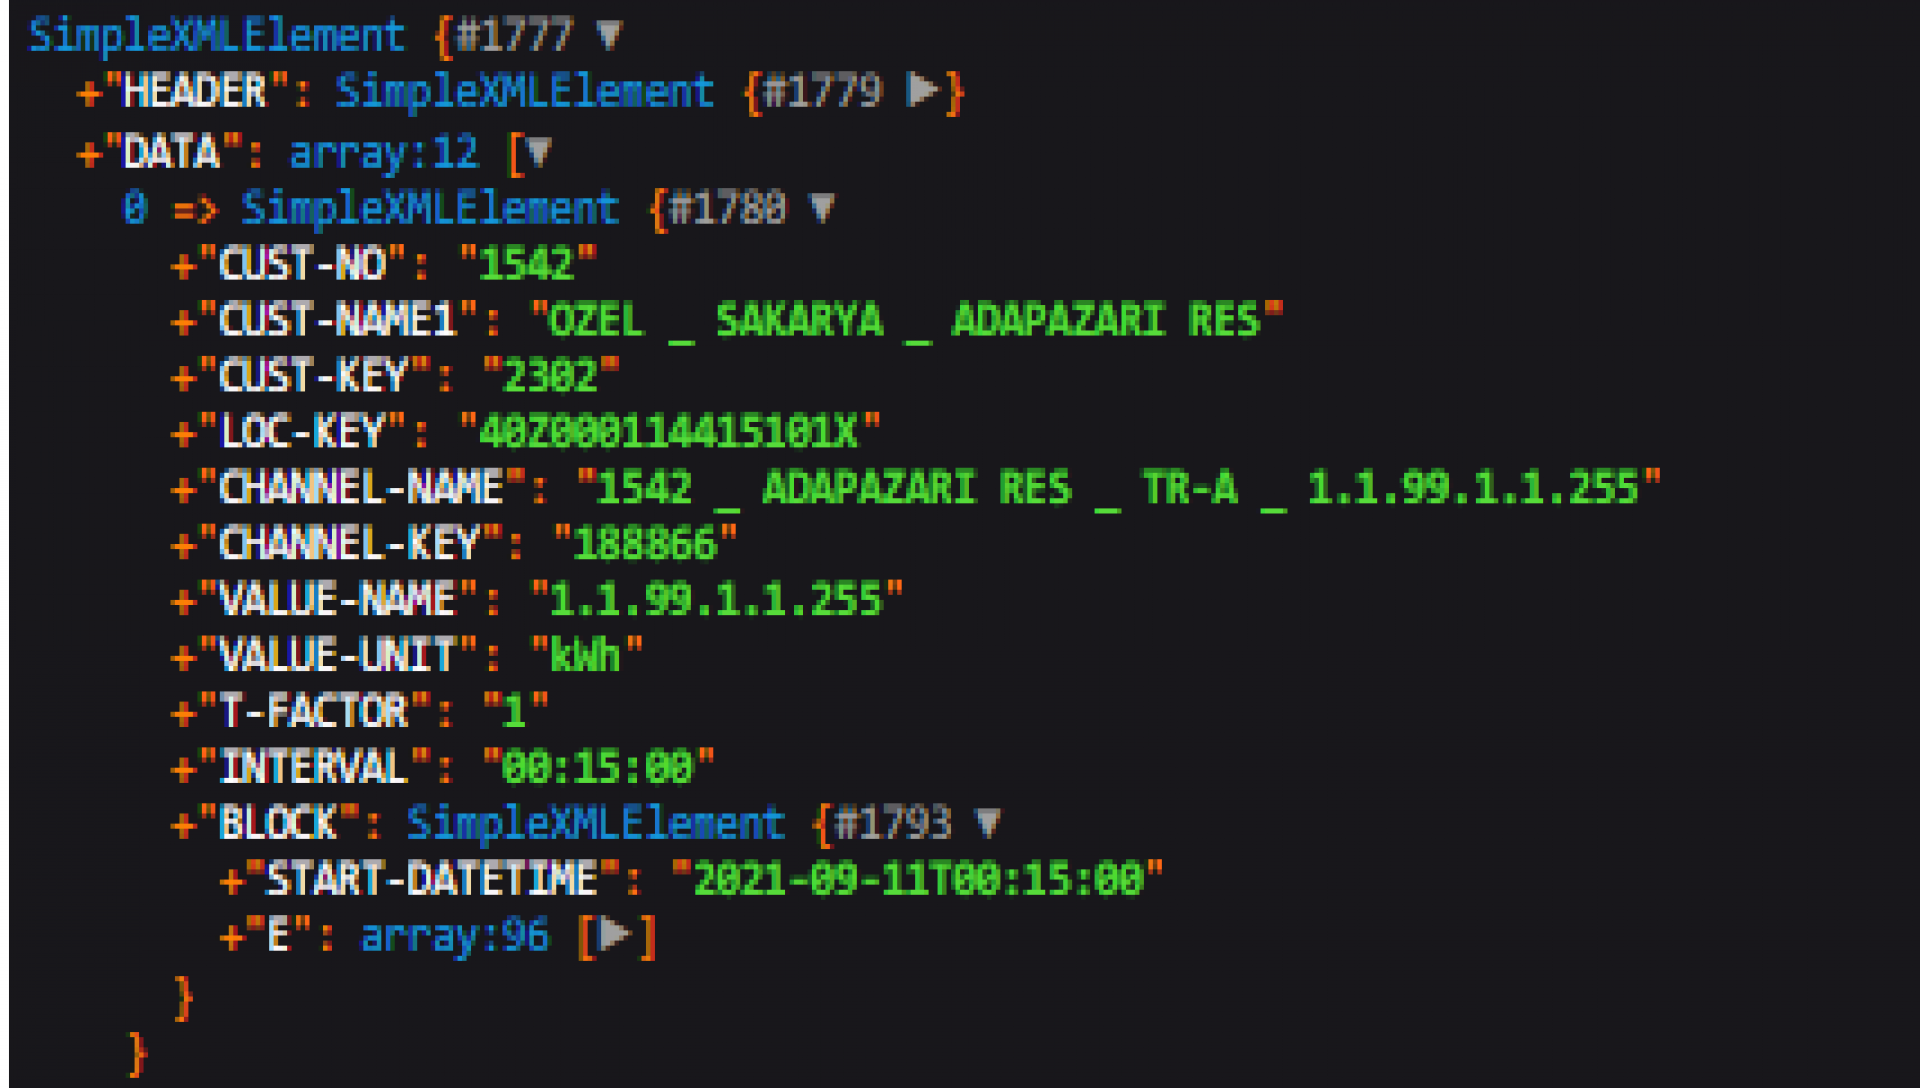 SimpleXMLElement {#1777 ▼
+"HEADER": SimpleXMLElement {#1779 ▶}
+"DATA": array:12 [▼
0 => SimpleXMLElement {#1780 ▼
+"CUST-NO": "1542"
+"CUST-NAME1": "OZEL _ SAKARYA _ ADAPAZARI RES"
+"CUST-KEY": "2302"
+"LOC-KEY": "40Z000114415101X"
+"CHANNEL-NAME": "1542 _ ADAPAZARI RES _ TR-A _ 1.1.99.1.1.255"
+"CHANNEL-KEY": "188866"
+"VALUE-NAME": "1.1.99.1.1.255"
+"VALUE-UNIT": "kWh"
+"T-FACTOR": "1"
+"INTERVAL": "00:15:00"
+"BLOCK": SimpleXMLElement {#1793 ▼
+"START-DATETIME": "2021-09-11T00:15:00"
+"E": array:96 [▶]
}
}